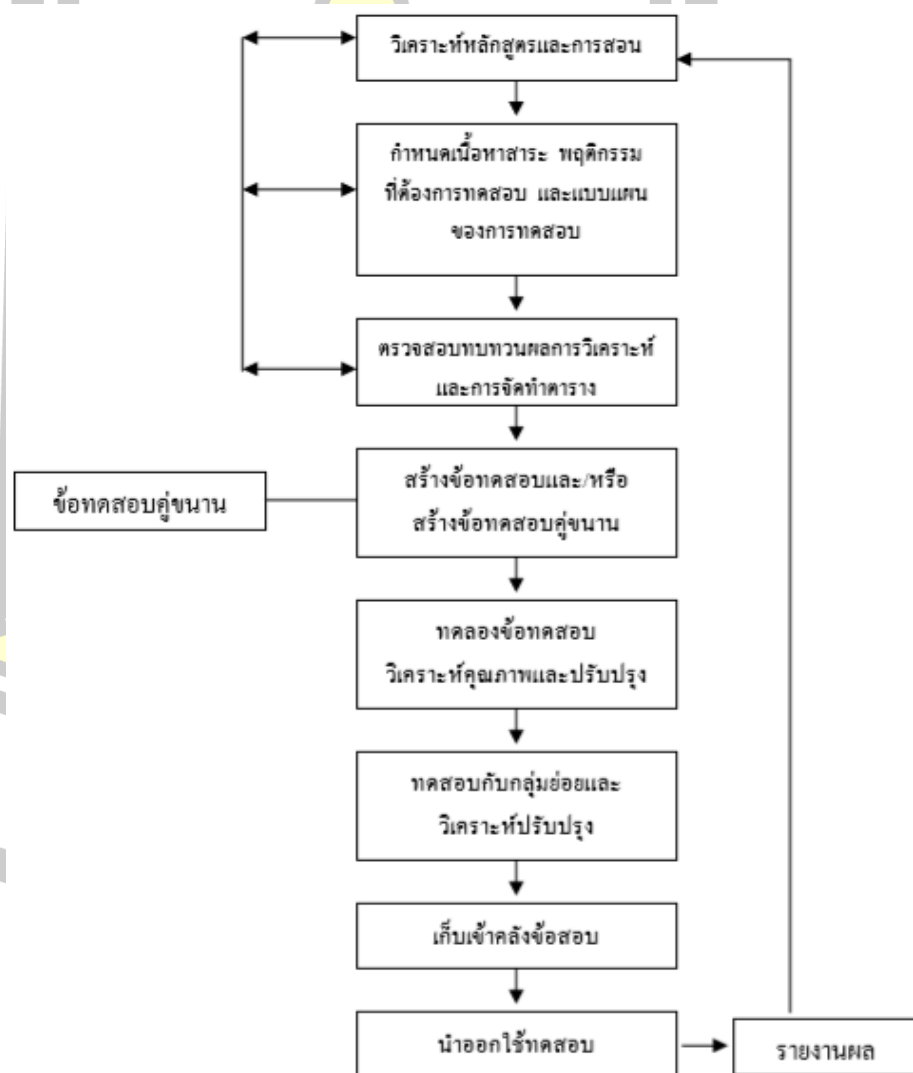 วิเคราะห์หลักสูตรและการสอน
กำหนดเนื้อหาสาระ พฤติกรรม
ที่ต้องการทดสอบ และแบบแผน
ของการทดสอบ
ตรวจสอบทบทวนผลการวิเคราะห์
และการจัดทำตาราง
สร้างข้อทดสอบและ/หรือ
สร้างข้อทดสอบคู่ขนาน
ข้อทดสอบคู่ขนาน
ทดลองข้อทดสอบ
วิเคราะห์คุณภาพและปรับปรุง
ทดสอบกับกลุ่มย่อยและ
วิเคราะห์ปรับปรุง
เก็บเข้าคลังข้อสอบ
นำออกใช้ทดสอบ
รายงานผล